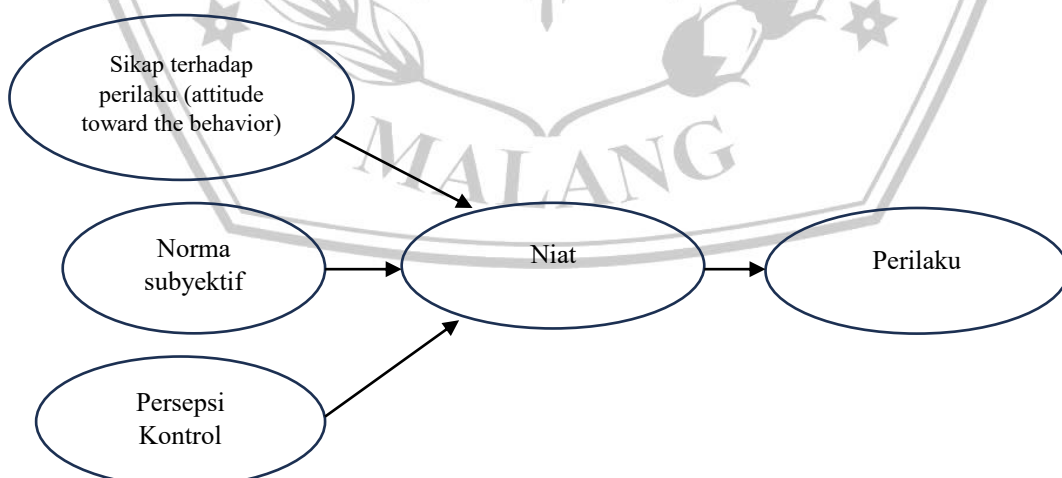 Sikap terhadap
perilaku (attitude
toward the behavior)
MALANG
Norma
subyektif
Niat
Perilaku
Persepsi
Kontrol